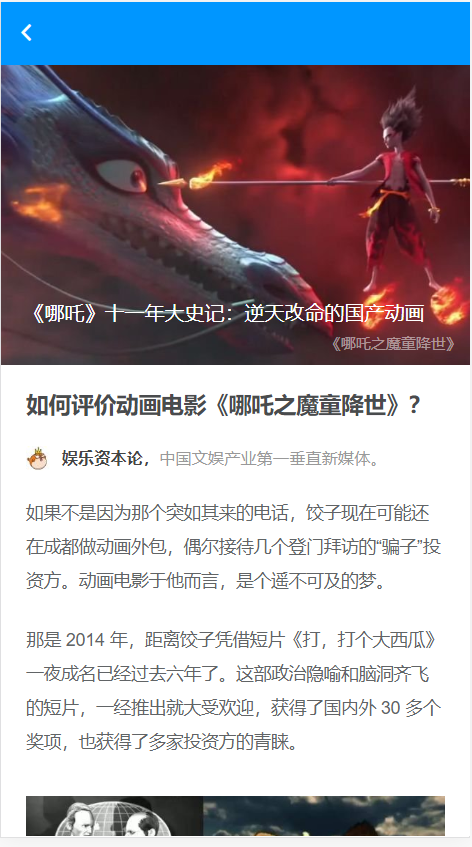 《哪吒》十一年大史记：逆天改命的国产动画
《哪吒之魔童降世》
如何评价动画电影《哪吒之魔童降世》？
娱乐资本论，中国文娱产业第一垂直新媒体。
如果不是因为那个突如其来的电话，饺子现在可能还
在成都做动画外包，偶尔接待几个登门拜访的“骗子”投
资方。动画电影于他而言，是个遥不可及的梦。
那是 2014 年，距离饺子凭借短片《打，打个大西瓜》
一夜成名已经过去六年了。这部政治隐喻和脑洞齐飞
的短片，一经推出就大受欢迎，获得了国内外 30 多个
奖项，也获得了多家投资方的青睐。